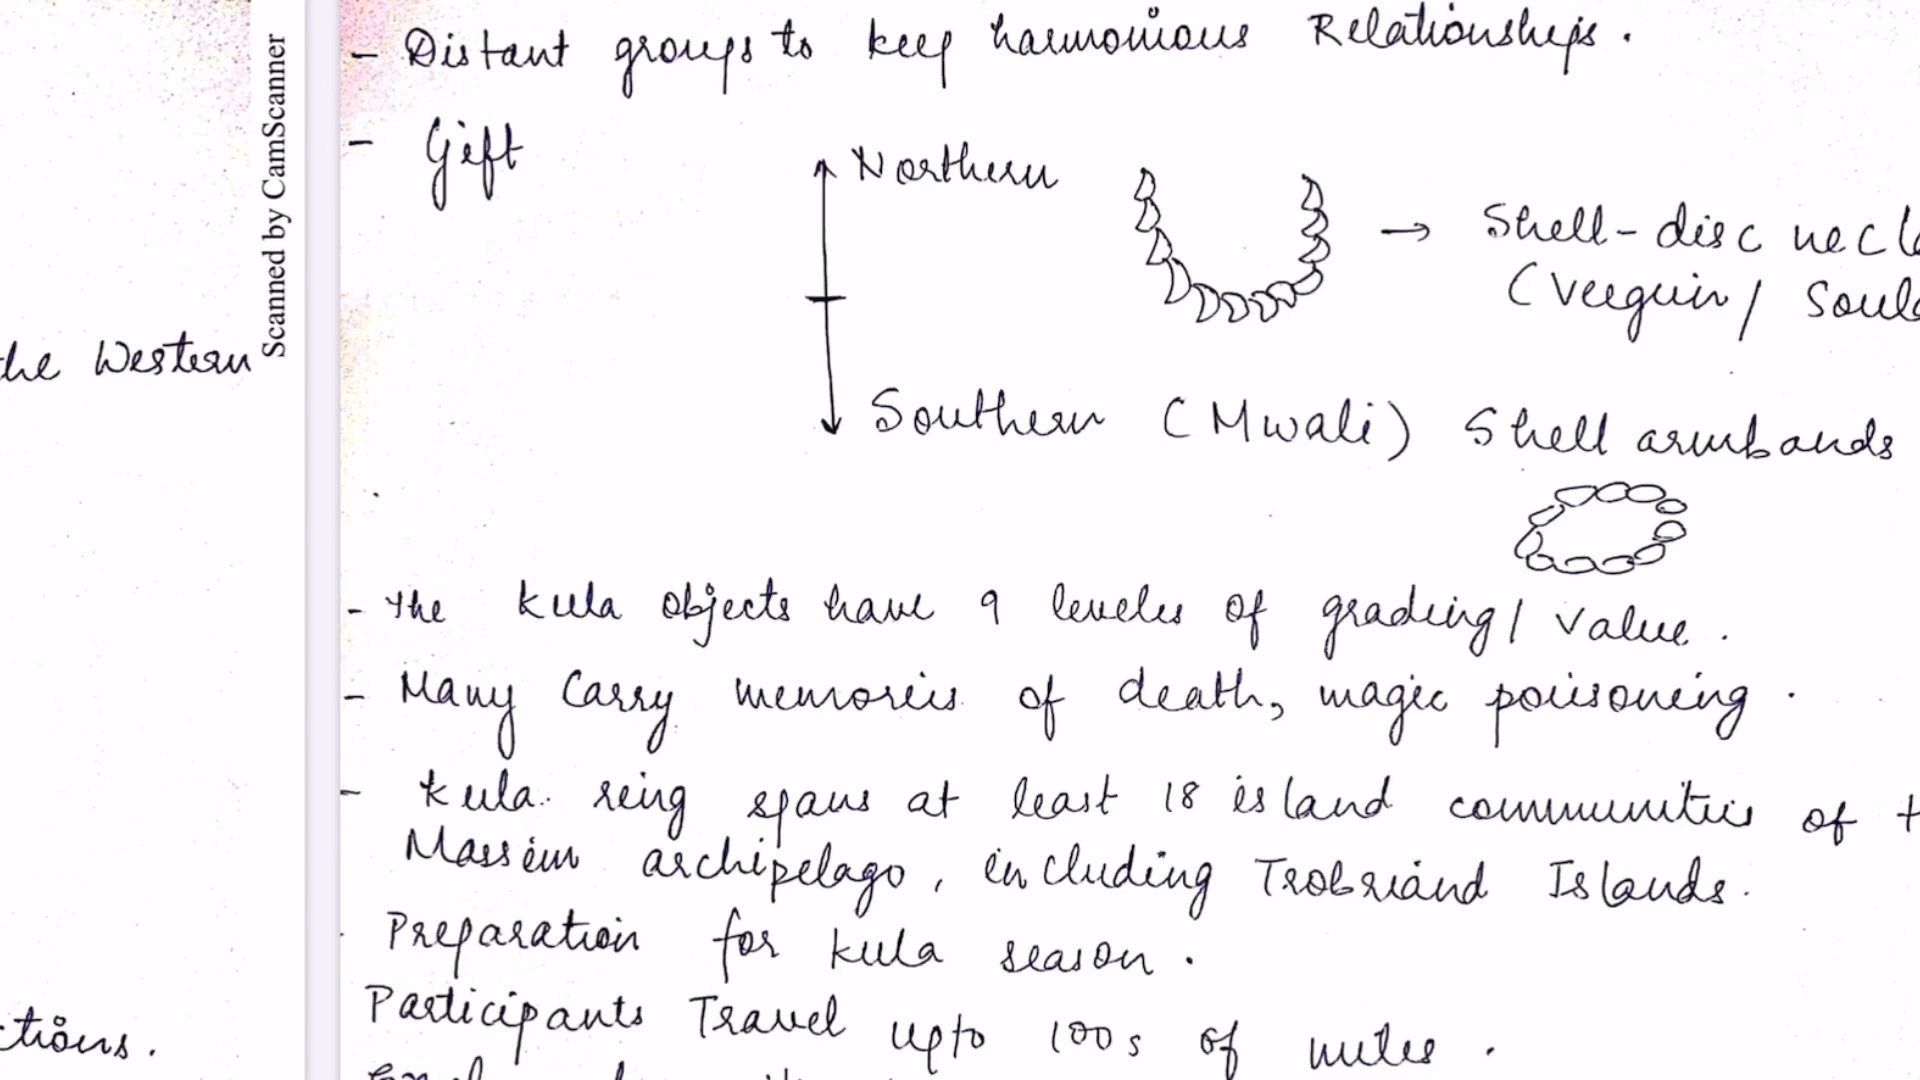 - Distant groups to keep harmonious Relationships.
- Gift
Northern
→ Shell-disc necl
(Veeguin/ Soul
Southern (Mwali) Shell armbands
- The kula objects have 9 levels of grading/ value.
- Many Carry memories of death, magic poisoning.
- kula ring spans at least 18 island communities of t
Massim archipelago, including Trobriand Islands.
Preparation for kula season.
Participants Travel upto 100s of miles.
he Western
ctions.
Scanned by CamScanner